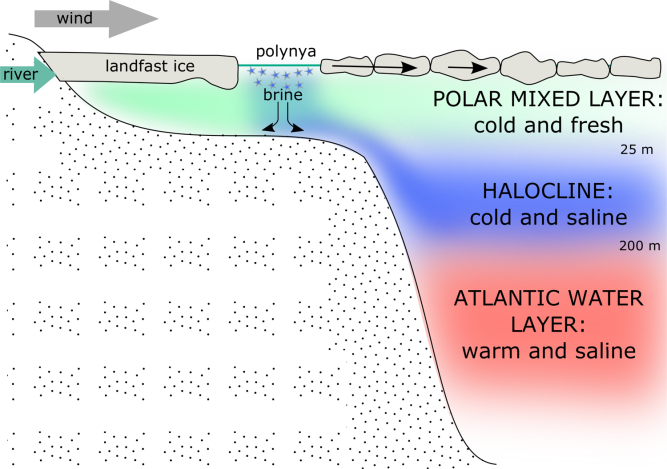 wind
river
landfast ice
polynya
brine
POLAR MIXED LAYER:
cold and fresh
25 m
HALOCLINE:
cold and saline
200 m
ATLANTIC WATER
LAYER:
warm and saline